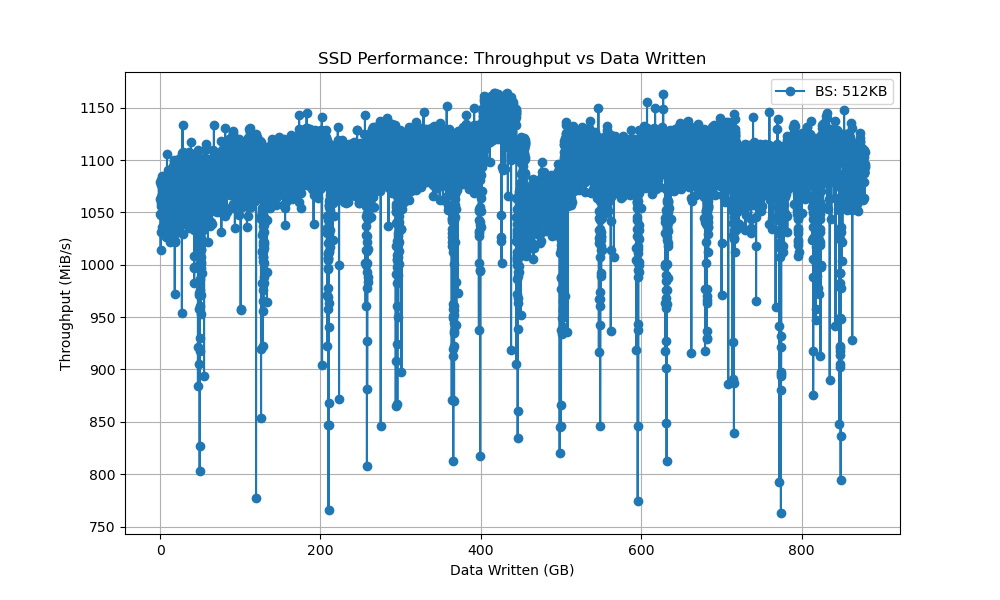 SSD Performance: Throughput vs Data Written
BS: 512KB
Throughput (MiB/s)
1150
1100
1050
1000
950
900
850
800
750
0 200 400 600 800
Data Written (GB)